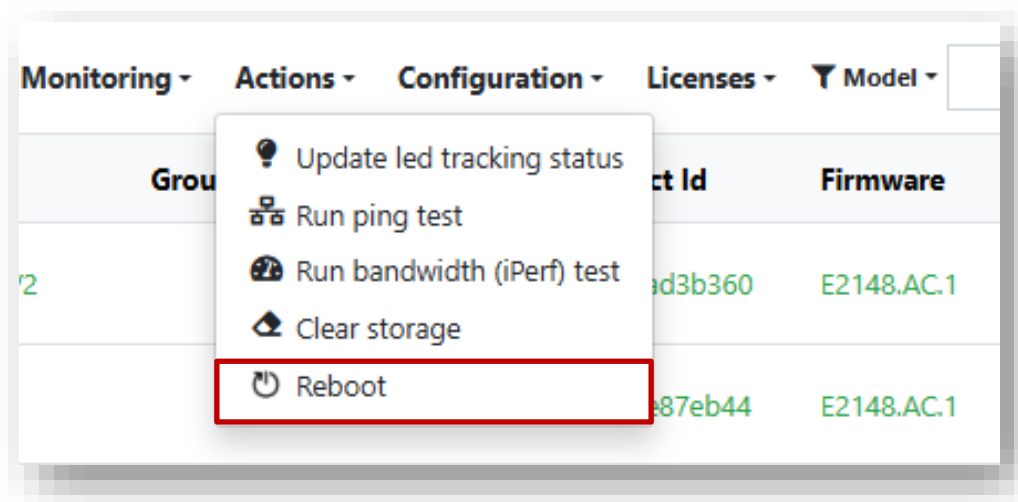 Monitoring Actions Configuration Licenses Model
Update led tracking status
Grou ct Id Firmware
Run ping test
Run bandwidth (iPerf) test
72 ad3b360 E2148.AC.1
Clear storage
Reboot
e87eb44 E2148.AC.1